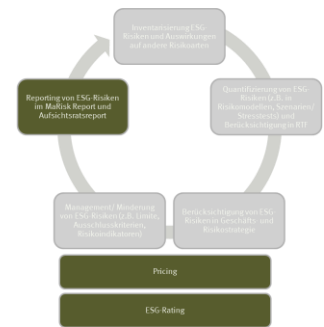 Inventarisierung ESG-
Risiken und Auswirkungen
auf andere Risikoarten
Quantifizierung von ESG
Risiken (z.B. in
Risikomodellen, Szenarien/
Stresstests) und
Berücksichtigung in RTF
Berücksichtigung von ESG-
Risiken in Geschäfts- und
Risikostrategie
Management/ Minderung
von ESG-Risiken (z.B. Limite,
Ausschlusskriterien,
Risikoindikatoren)
Reporting von ESG-Risiken
im MaRisk Report und
Aufsichtsratsreport
Pricing
ESG-Rating